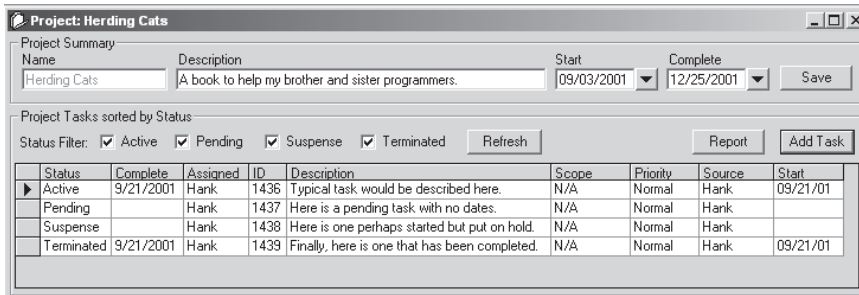 Project: Herding Cats
Project Summary
Name Description Start Complete
Herding Cats A book to help my brother and sister programmers. 09/03/2001 12/25/2001 Save
Project Tasks sorted by Status
Status Filter: Active Pending Suspense Terminated Refresh Report Add Task
Status Complete Assigned ID Description Scope Priority Source Start
Active 9/21/2001 Hank 1436 Typical task would be described here. N/A Normal Hank 09/21/01
Pending Hank 1437 Here is a pending task with no dates. N/A Normal Hank
Suspense Hank 1438 Here is one perhaps started but put on hold. N/A Normal Hank
Terminated 9/21/2001 Hank 1439 Finally, here is one that has been completed. N/A Normal Hank 09/21/01